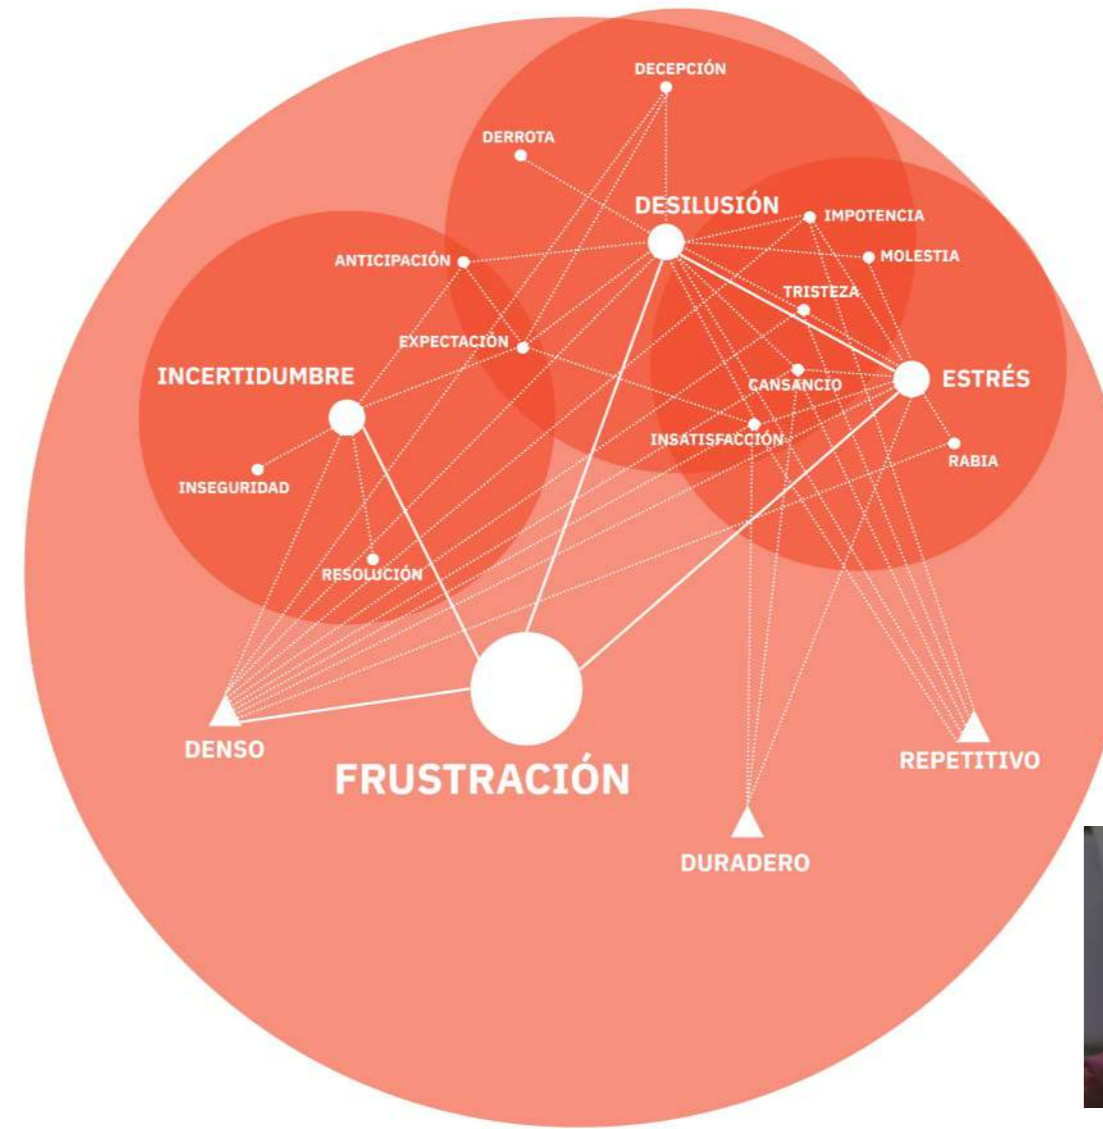 DECEPCIÓN
DERROTA
DESILUSIÓN
IMPOTENCIA
ANTICIPACIÓN
MOLESTIA
TRISTEZA
EXPECTACIÓN
INCERTIDUMBRE
CANSANCIO
ESTRÉS
INSATISFACCIÓN
RABIA
INSEGURIDAD
RESOLUCIÓN
DENSO
REPETITIVO
FRUSTRACIÓN
DURADERO